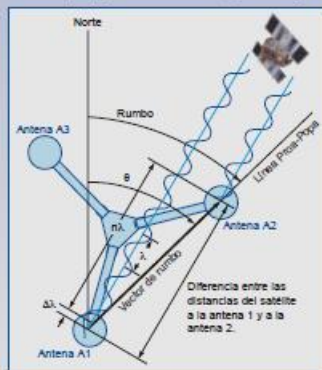 Norte
Rumbo
Antena A3
Línea Proa-Popa
θ
nλ
Antena A2
λ
Vector de rumbo
Δλ
Diferencia entre las
distancias del satélite
a la antena 1 y a la
antena 2.
Antena A1